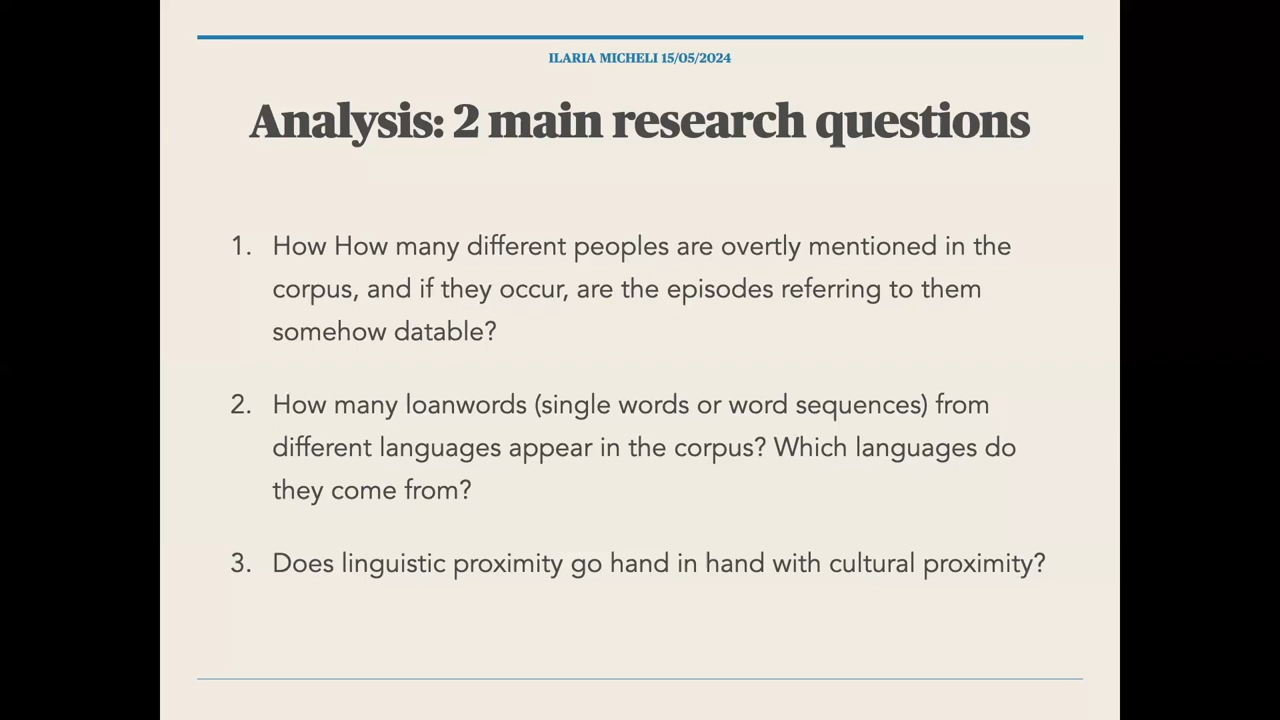 ILARIA MICHELI 15/05/2024
Analysis: 2 main research questions
1. How How many different peoples are overtly mentioned in the
corpus, and if they occur, are the episodes referring to them
somehow datable?
2. How many loanwords (single words or word sequences) from
different languages appear in the corpus? Which languages do
they come from?
3. Does linguistic proximity go hand in hand with cultural proximity?